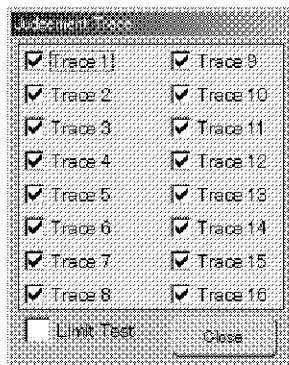 Judgement Trace
Trace 1 Trace 9
Trace 2 Trace 10
Trace 3 Trace 11
Trace 4 Trace 12
Trace 5 Trace 13
Trace 6 Trace 14
Trace 7 Trace 15
Trace 8 Trace 16
Limit Test Close